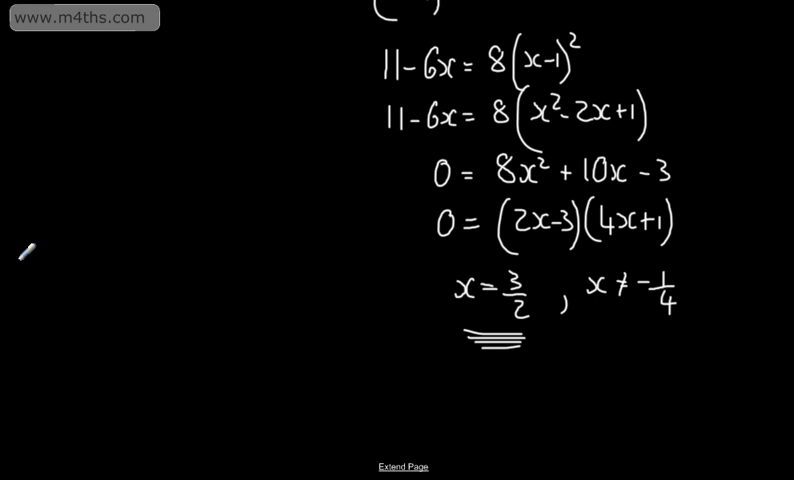 www.m4ths.com
11 - 6x = 8(x-1)²
11 - 6x = 8(x² - 2x + 1)
0 = 8x² + 10x - 3
0 = (2x-3)(4x+1)
x = 3/2 , x ≠ -1/4
Extend Page